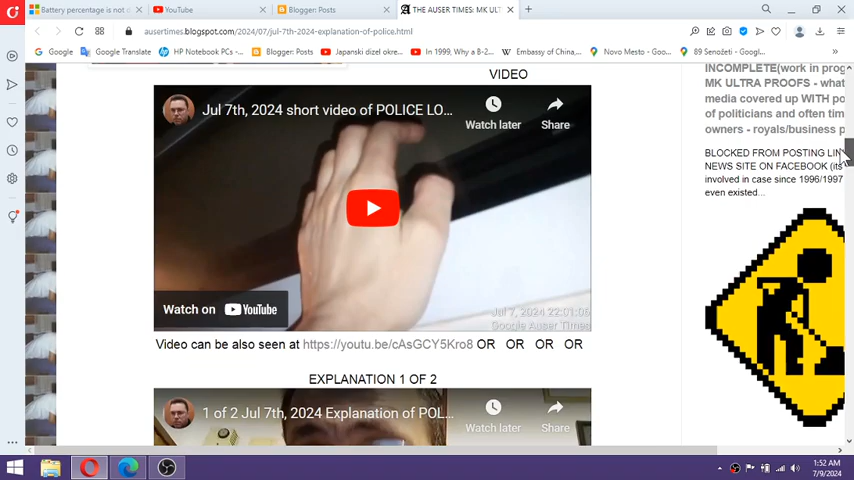 Battery percentage is not
YouTube
Blogger: Posts
THE AUSER TIMES: MK ULT
ausertimes.blogspot.com/2024/07/jul-7th-2024-explanation-of-police.html
Google
Google Translate
HP Notebook PCs - ...
Blogger: Posts
Japanski dizel okre...
In 1999, Why a B-2...
Embassy of China,...
Novo Mesto - Goo...
89 Šenožeti - Googl...
VIDEO
Jul 7th, 2024 short video of POLICE LO...
Watch later
Share
Watch on YouTube
Jul 7, 2024 22:01:06
Google Auser Times
Video can be also seen at https://youtu.be/cAsGCY5Kro8 OR OR OR OR
EXPLANATION 1 OF 2
1 of 2 Jul 7th, 2024 Explanation of POL...
Watch later
Share
INCOMPLETE(work in prog
MK ULTRA PROOFS - what
media covered up WITH po
of politicians and often tim
owners - royals/business p
BLOCKED FROM POSTING LIN
NEWS SITE ON FACEBOOK (its
involved in case since 1996/1997
even existed...
1:52 AM
7/9/2024